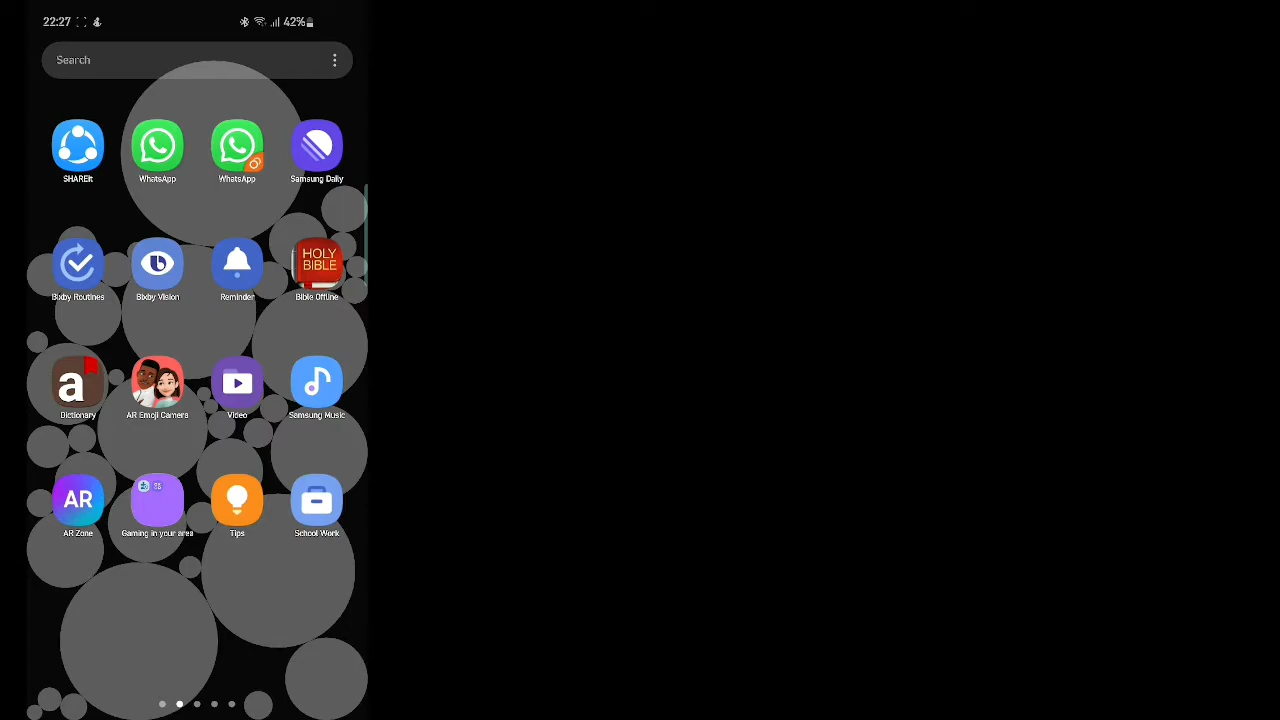 22:27
42%
Search
SHAREit
WhatsApp
WhatsApp
Samsung Daily
Bixby Routines
Bixby Vision
Reminder
HOLY
BIBLE
Bible Offline
a
Dictionary
AR Emoji Camera
Video
Samsung Music
AR
AR Zone
Gaming in your area
Tips
School Work